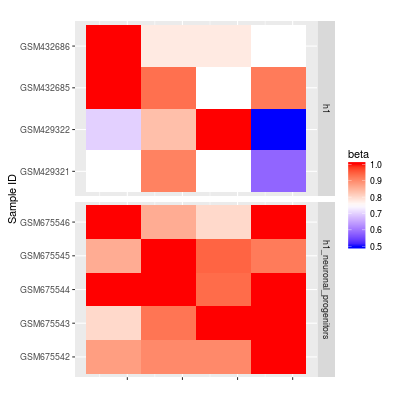 GSM432686
GSM432685
GSM429322
GSM429321
h1
GSM675546
GSM675545
GSM675544
GSM675543
GSM675542
h1_neuronal_progenitors
Sample ID
beta
1.0
0.9
0.8
0.7
0.6
0.5